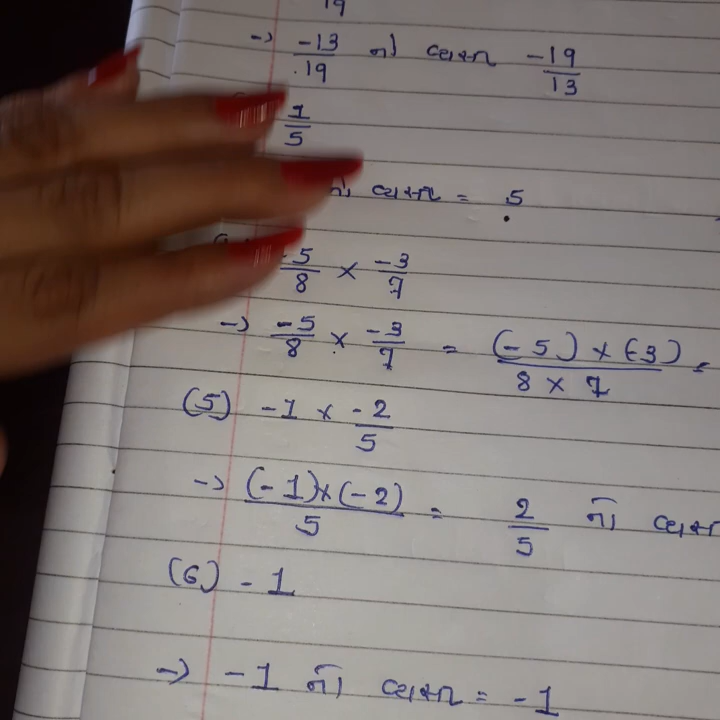 19
→ -13/19 નો વ્યસ્ત -19/13
1/5
નો વ્યસ્ત = 5
-5/8 × -3/7
→ -5/8 × -3/7 = (-5) × (-3)/8 × 7 =
(5) -1 × -2/5
→ (-1)×(-2)/5 = 2/5 નો વ્યસ્ત
(6) -1
→ -1 નો વ્યસ્ત = -1